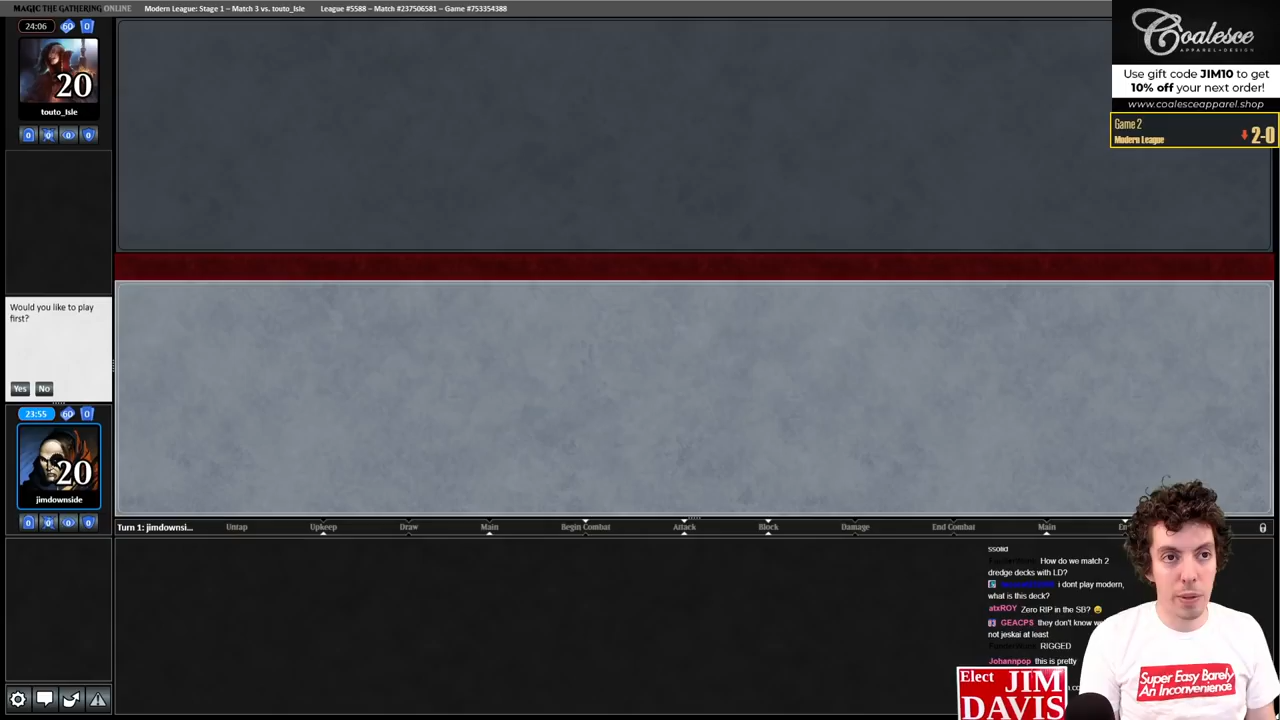 MAGIC THE GATHERING ONLINE
Modern League: Stage 1 – Match 3 vs. touto_Isle
League #5588 – Match #237506581 – Game #753354388
24:06
60
0
20
touto_Isle
0 0 0 0
Coalesce
APPAREL + DESIGN
Use gift code JIM10 to get
10% off your next order!
www.coalesceapparel.shop
Game 2
Modern League
2-0
Would you like to play
first?
Yes No
23:55
60
0
20
jimdownside
0 0 0 0
Turn 1: jimdownsi...
Untap
Upkeep
Draw
Main
Begin Combat
Attack
Block
Damage
End Combat
Main
How do we match 2
dredge decks with LD?
i dont play modern,
what is this deck?
atxROY Zero RIP in the SB?
GEACPS they don't know
not jeskai at least
RIGGED
Johannpop this is pretty
Elect
JIM
DAVIS
Super Easy Barely
An Inconvenience